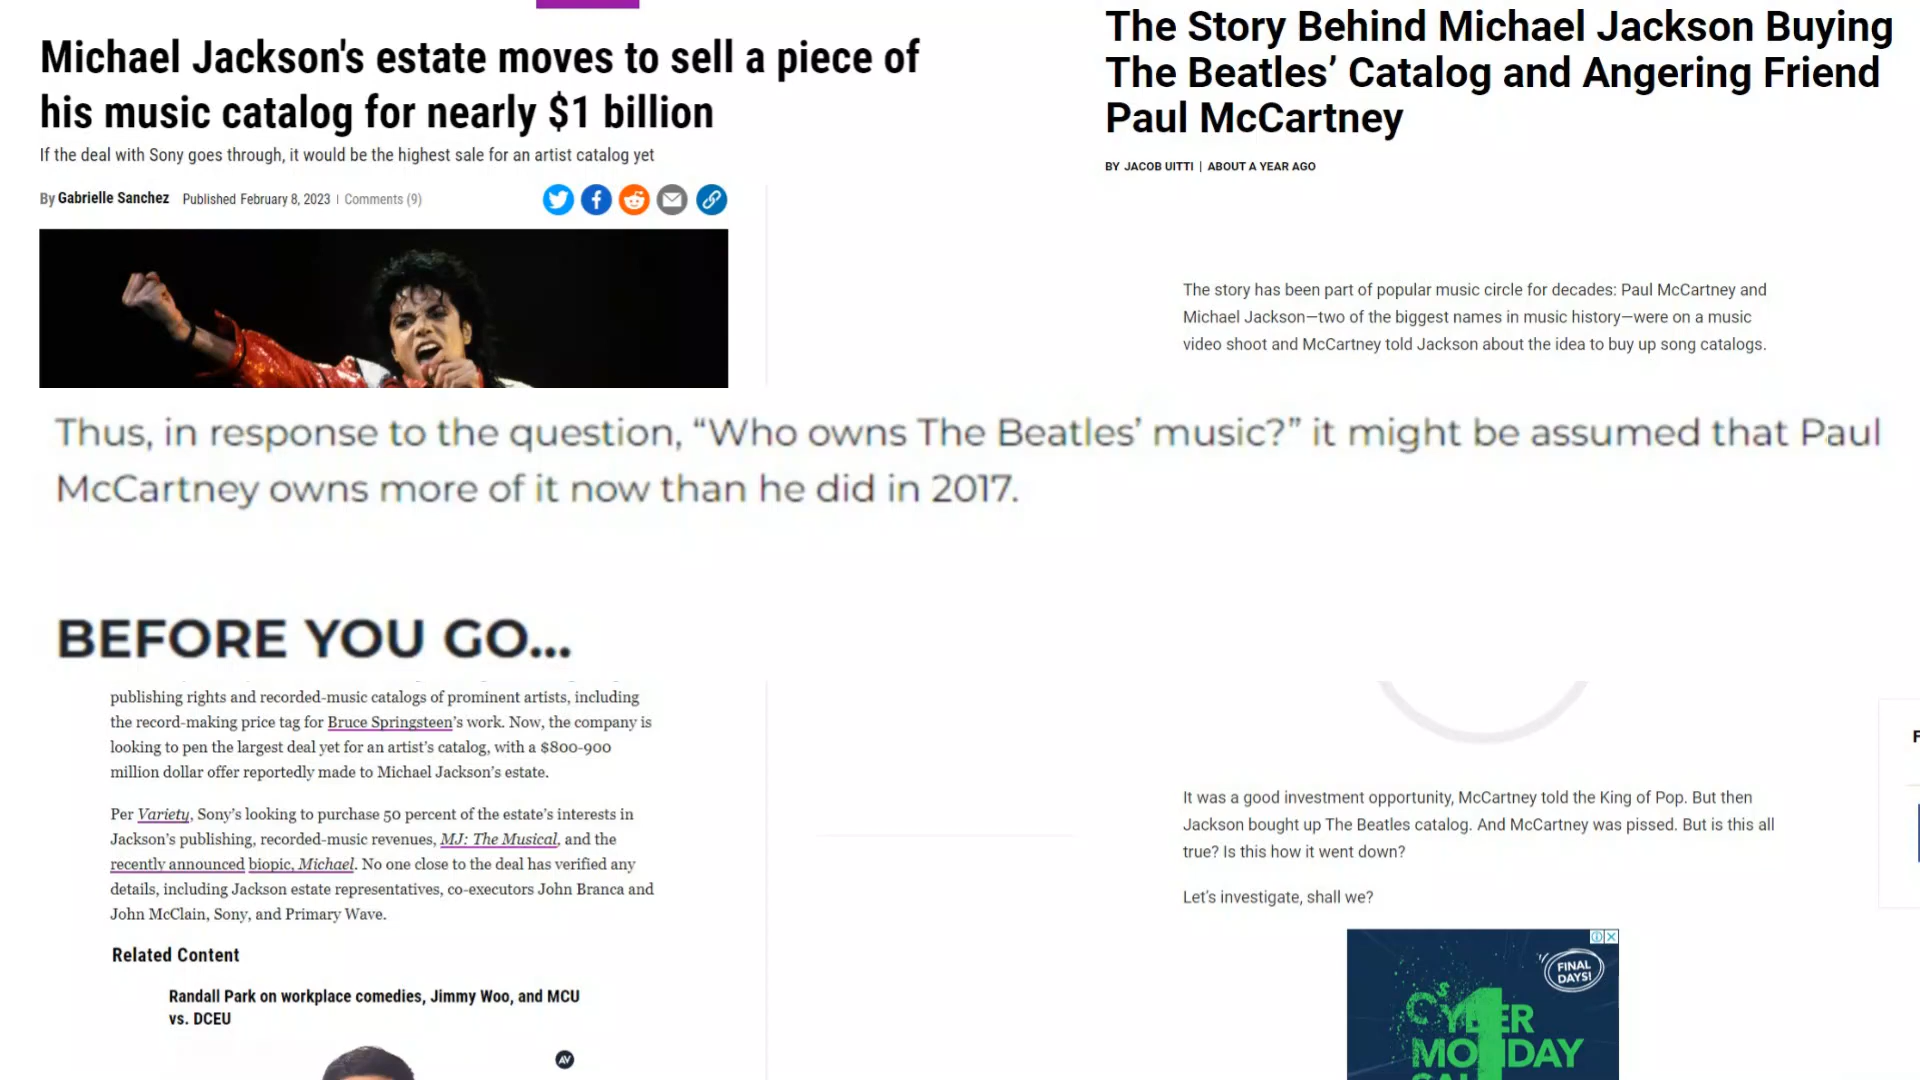 Michael Jackson's estate moves to sell a piece of
his music catalog for nearly $1 billion
If the deal with Sony goes through, it would be the highest sale for an artist catalog yet
By Gabrielle Sanchez Published February 8, 2023 | Comments (9)
The Story Behind Michael Jackson Buying
The Beatles’ Catalog and Angering Friend
Paul McCartney
BY JACOB UITTI | ABOUT A YEAR AGO
The story has been part of popular music circle for decades: Paul McCartney and
Michael Jackson—two of the biggest names in music history—were on a music
video shoot and McCartney told Jackson about the idea to buy up song catalogs.
Thus, in response to the question, “Who owns The Beatles’ music?” it might be assumed that Paul
McCartney owns more of it now than he did in 2017.
BEFORE YOU GO...
publishing rights and recorded-music catalogs of prominent artists, including
the record-making price tag for Bruce Springsteen’s work. Now, the company is
looking to pen the largest deal yet for an artist’s catalog, with a $800-900
million dollar offer reportedly made to Michael Jackson’s estate.
Per Variety, Sony’s looking to purchase 50 percent of the estate’s interests in
Jackson’s publishing, recorded-music revenues, MJ: The Musical, and the
recently announced biopic, Michael. No one close to the deal has verified any
details, including Jackson estate representatives, co-executors John Branca and
John McClain, Sony, and Primary Wave.
Related Content
Randall Park on workplace comedies, Jimmy Woo, and MCU
vs. DCEU
AV
It was a good investment opportunity, McCartney told the King of Pop. But then
Jackson bought up The Beatles catalog. And McCartney was pissed. But is this all
true? Is this how it went down?
Let’s investigate, shall we?
FINAL
DAYS!
CYBER
MONDAY